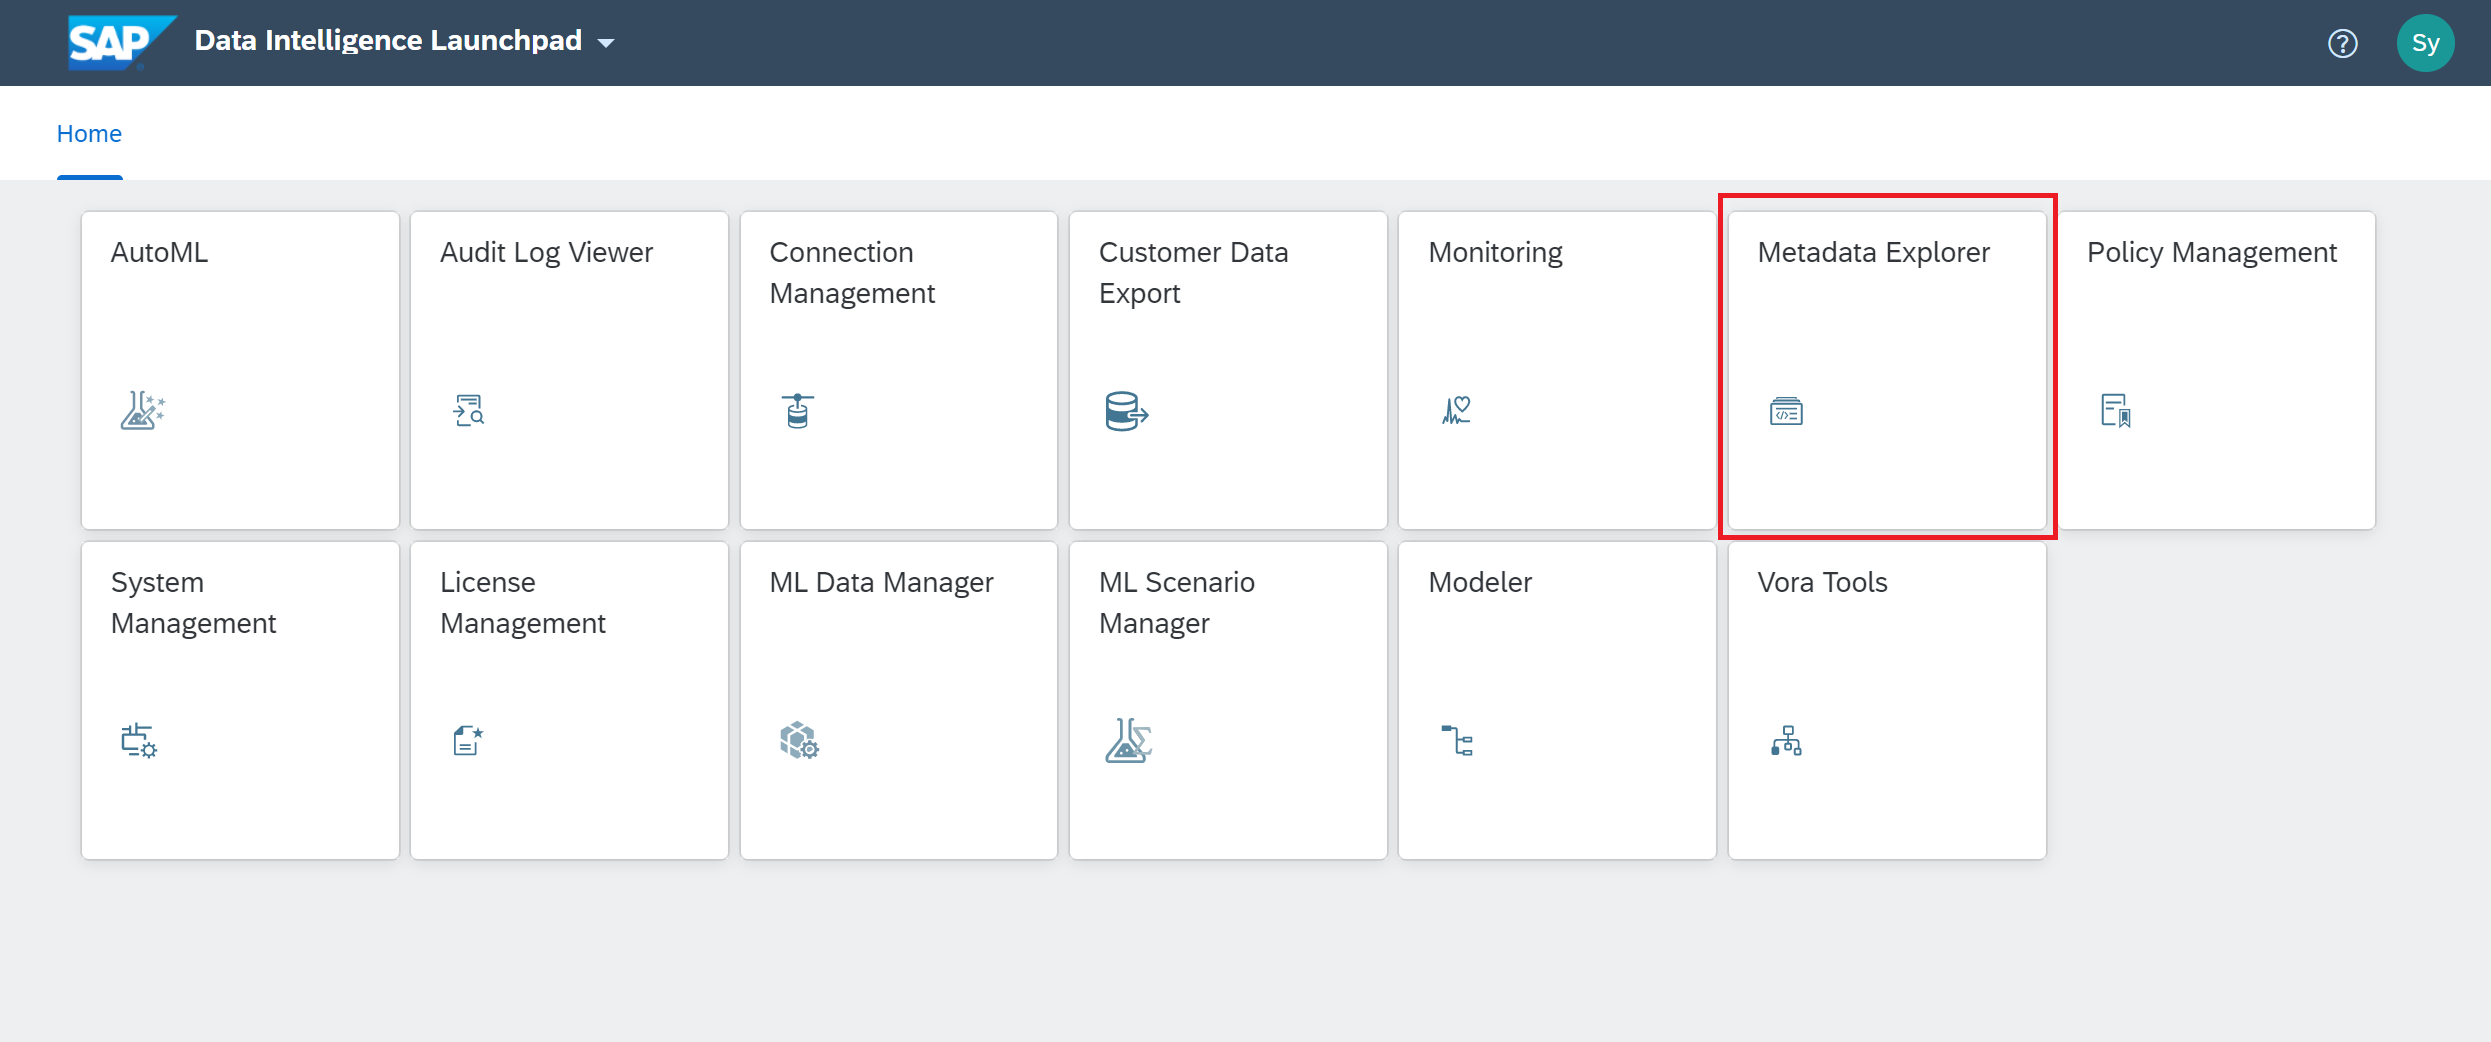 SAP Data Intelligence Launchpad
Sy
Home
AutoML
Audit Log Viewer
Connection
Management
Customer Data
Export
Monitoring
Metadata Explorer
Policy Management
System
Management
License
Management
ML Data Manager
ML Scenario
Manager
Modeler
Vora Tools